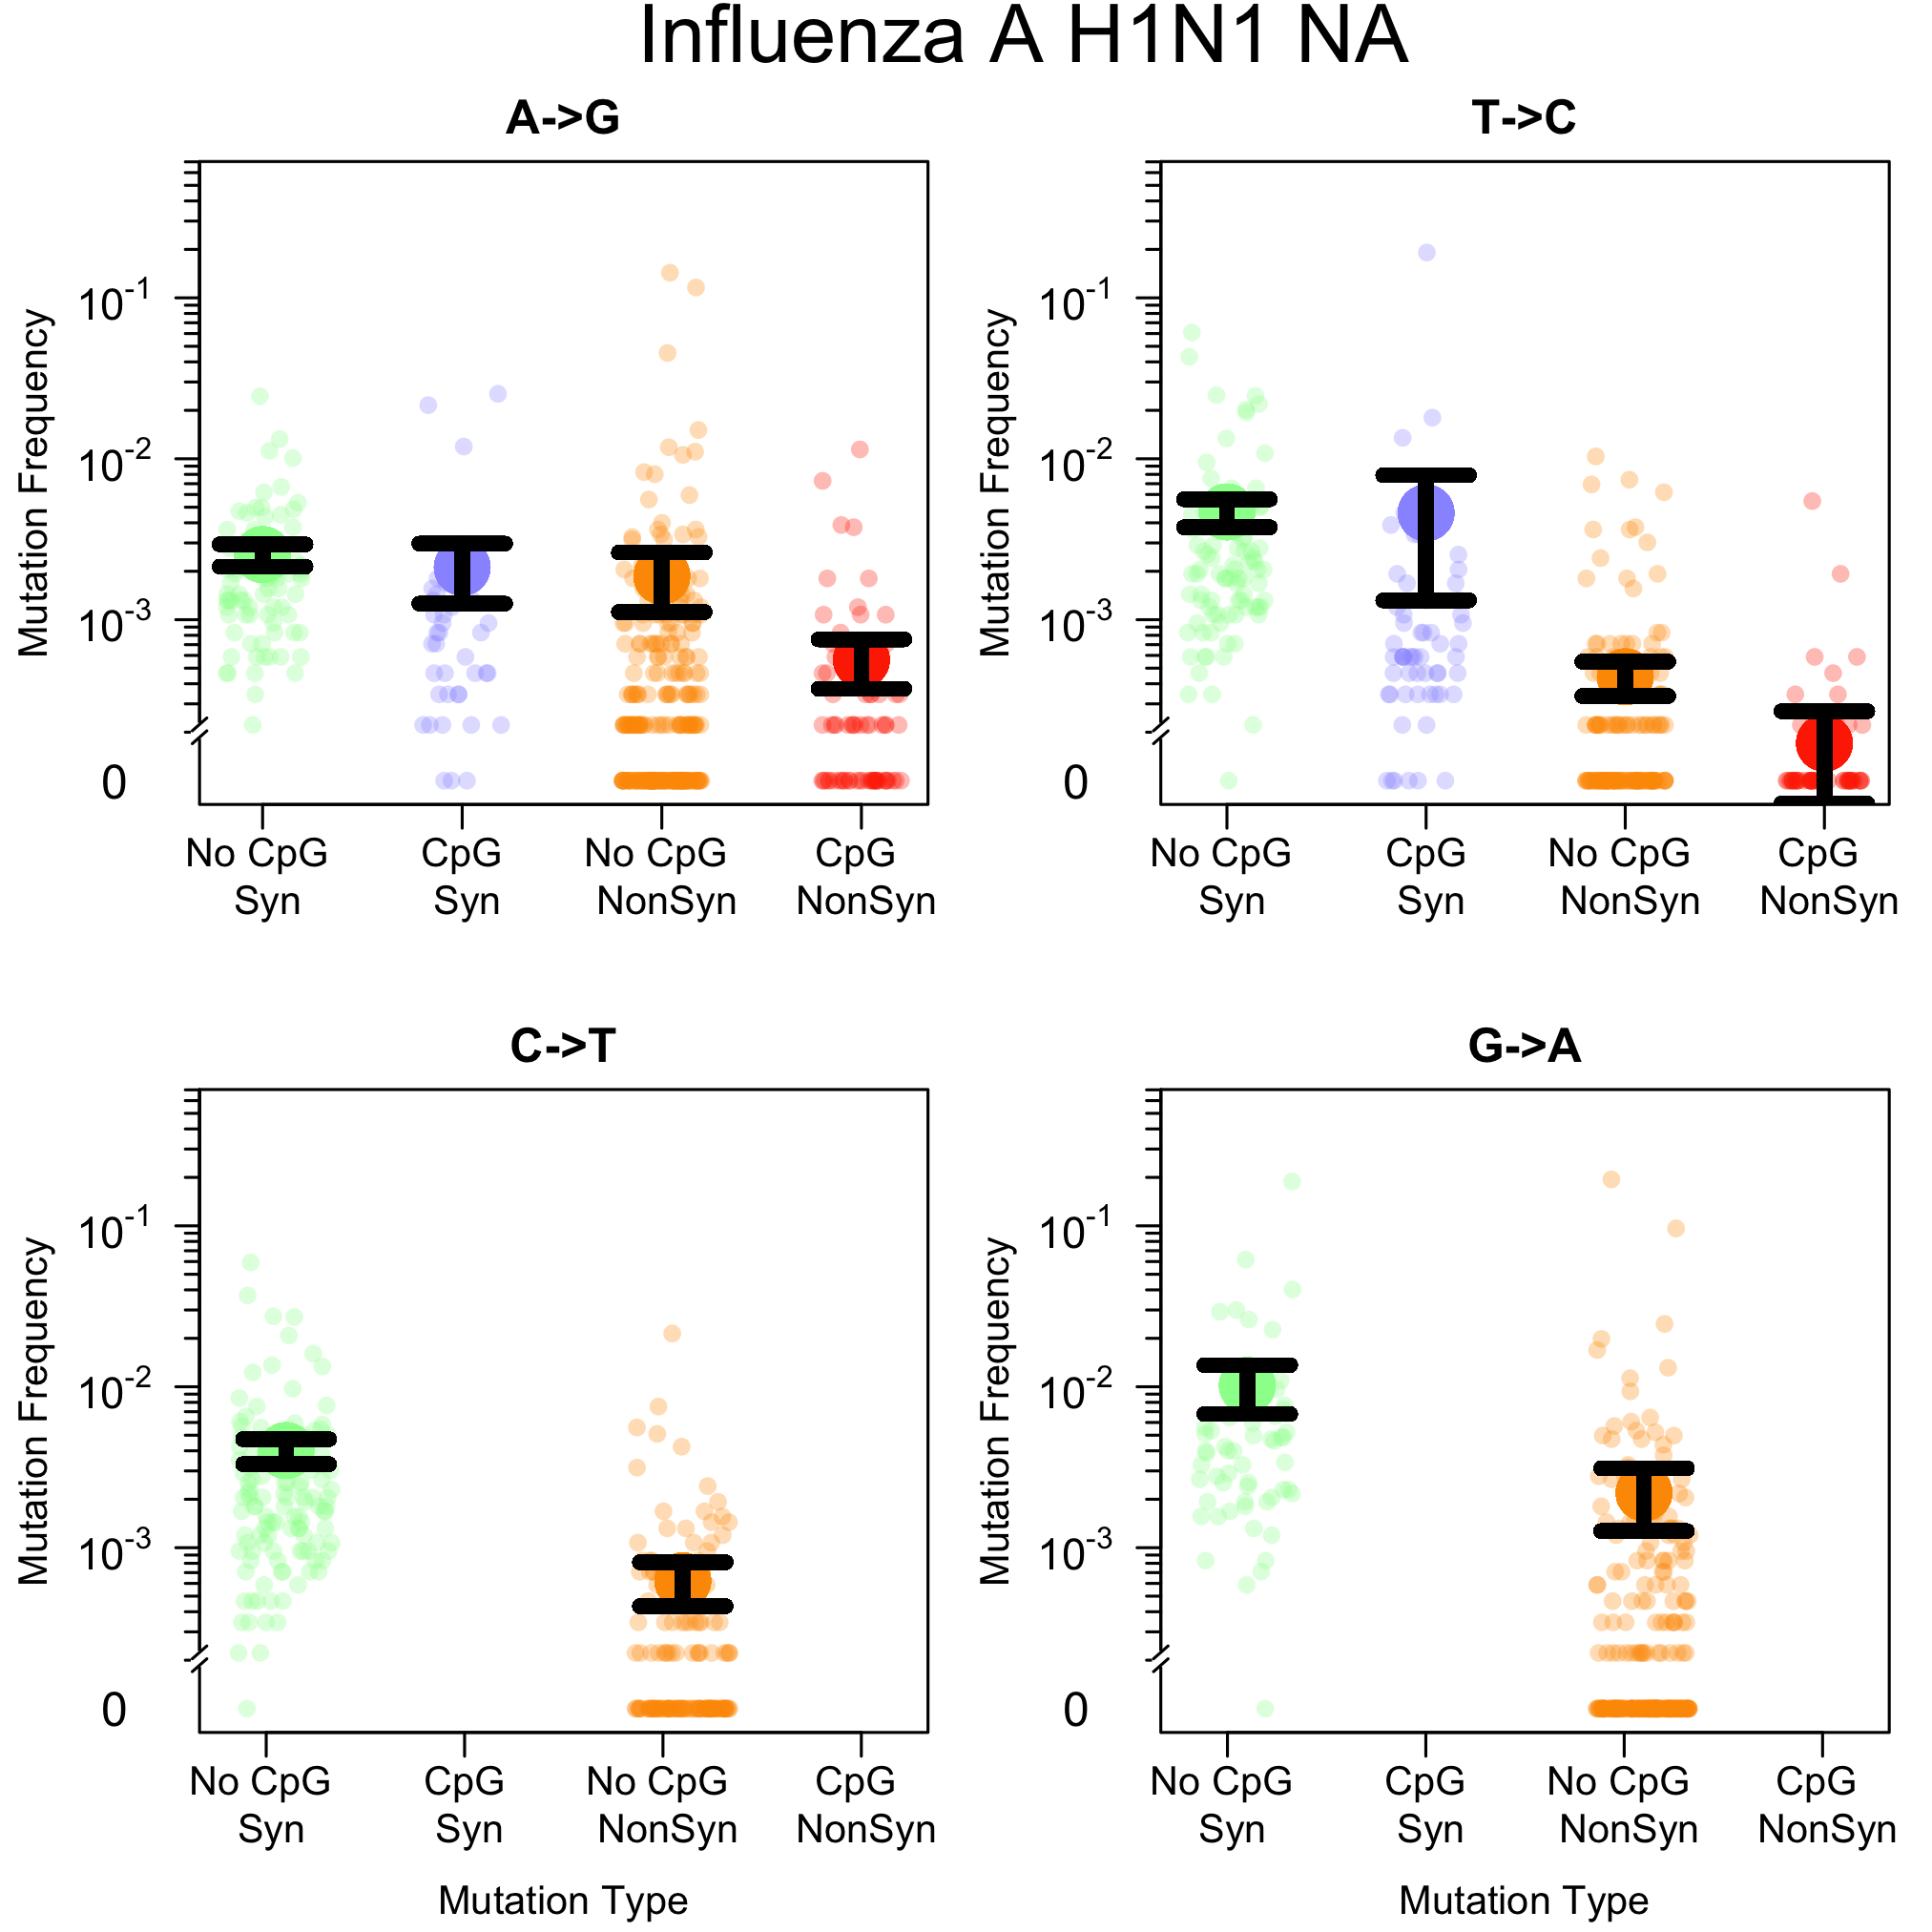 Influenza A H1N1 NA
A->G
Mutation Frequency
10^-1
10^-2
10^-3
0
No CpG CpG No CpG CpG
Syn Syn NonSyn NonSyn
T->C
Mutation Frequency
10^-1
10^-2
10^-3
0
No CpG CpG No CpG CpG
Syn Syn NonSyn NonSyn
C->T
Mutation Frequency
10^-1
10^-2
10^-3
0
No CpG CpG No CpG CpG
Syn Syn NonSyn NonSyn
Mutation Type
G->A
Mutation Frequency
10^-1
10^-2
10^-3
0
No CpG CpG No CpG CpG
Syn Syn NonSyn NonSyn
Mutation Type